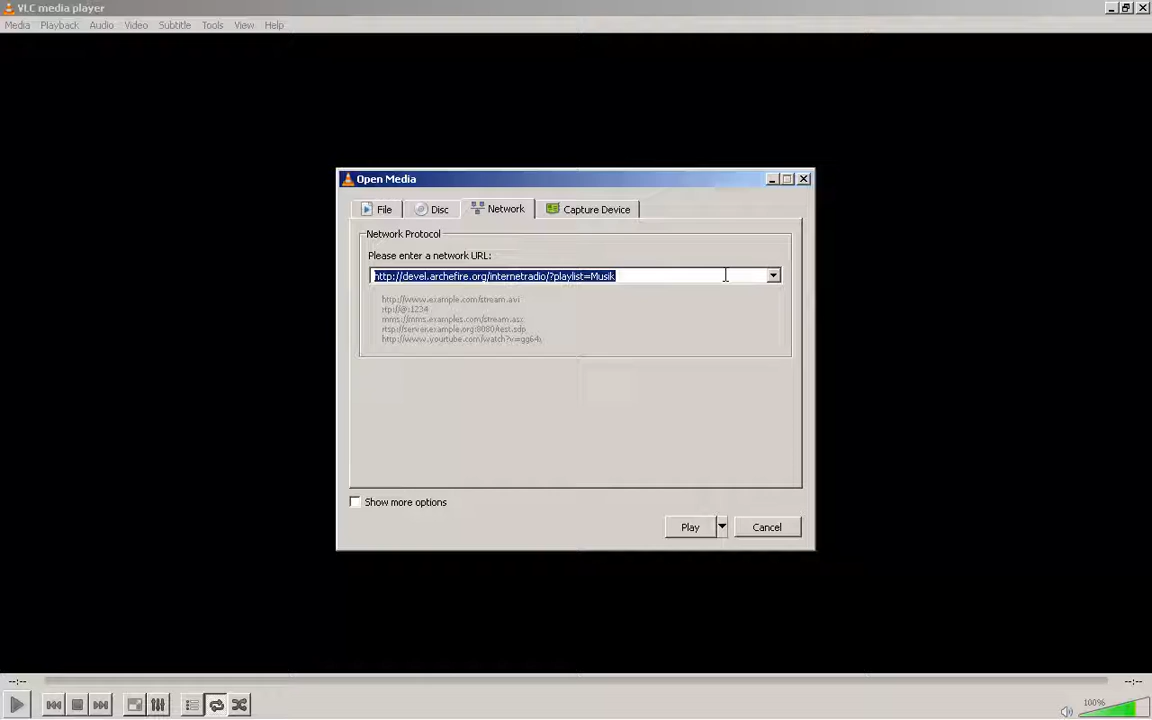 VLC media player
Media Playback Audio Video Subtitle Tools View Help
Open Media
File Disc Network Capture Device
Network Protocol
Please enter a network URL:
http://devel.archefire.org/internetradio/?playlist=Musik
http://www.example.com/stream.avi
rtp://@:1234
mms://mms.examples.com/stream.asx
rtsp://server.example.org:8080/test.sdp
http://www.yourtube.com/watch?v=gg64x
Show more options
Play Cancel
--:-- --:--
100%